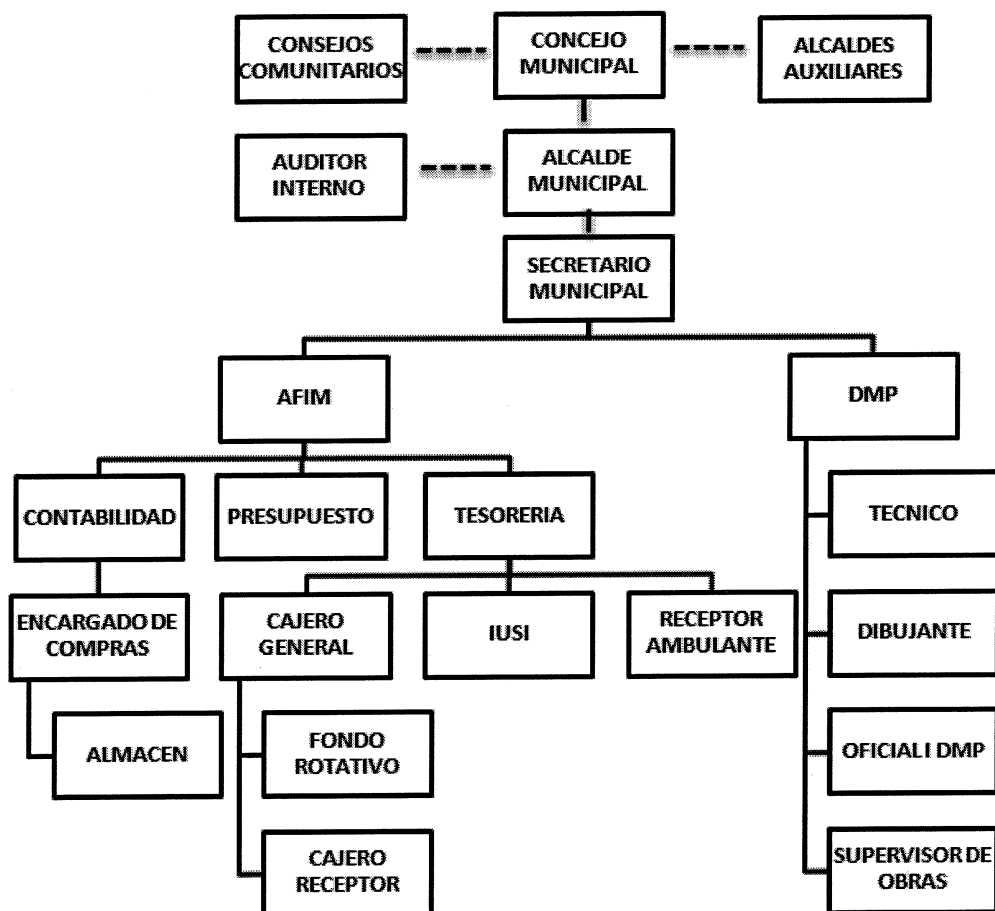 CONSEJOS
COMUNITARIOS
CONCEJO
MUNICIPAL
ALCALDES
AUXILIARES
AUDITOR
INTERNO
ALCALDE
MUNICIPAL
SECRETARIO
MUNICIPAL
AFIM
DMP
CONTABILIDAD
PRESUPUESTO
TESORERIA
TECNICO
ENCARGADO DE
COMPRAS
CAJERO
GENERAL
IUSI
RECEPTOR
AMBULANTE
DIBUJANTE
ALMACEN
FONDO
ROTATIVO
OFICIAL I DMP
CAJERO
RECEPTOR
SUPERVISOR DE
OBRAS